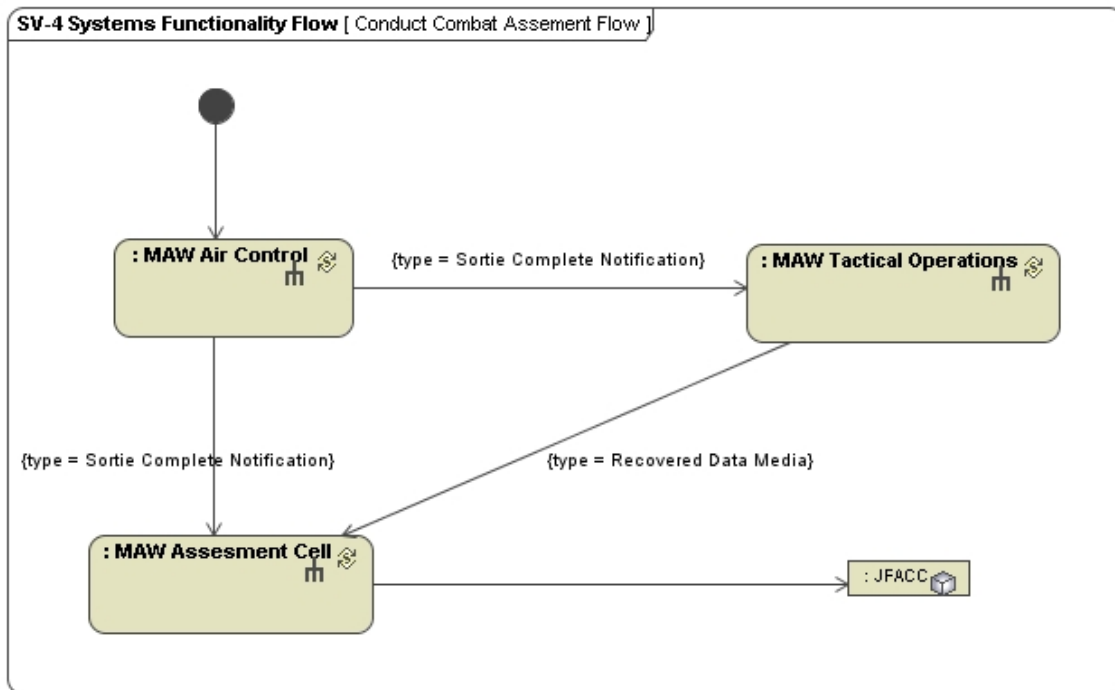 SV-4 Systems Functionality Flow [ Conduct Combat Assement Flow ]
: MAW Air Control
{type = Sortie Complete Notification}
: MAW Tactical Operations
{type = Sortie Complete Notification}
{type = Recovered Data Media}
: MAW Assesment Cell
: JFACC